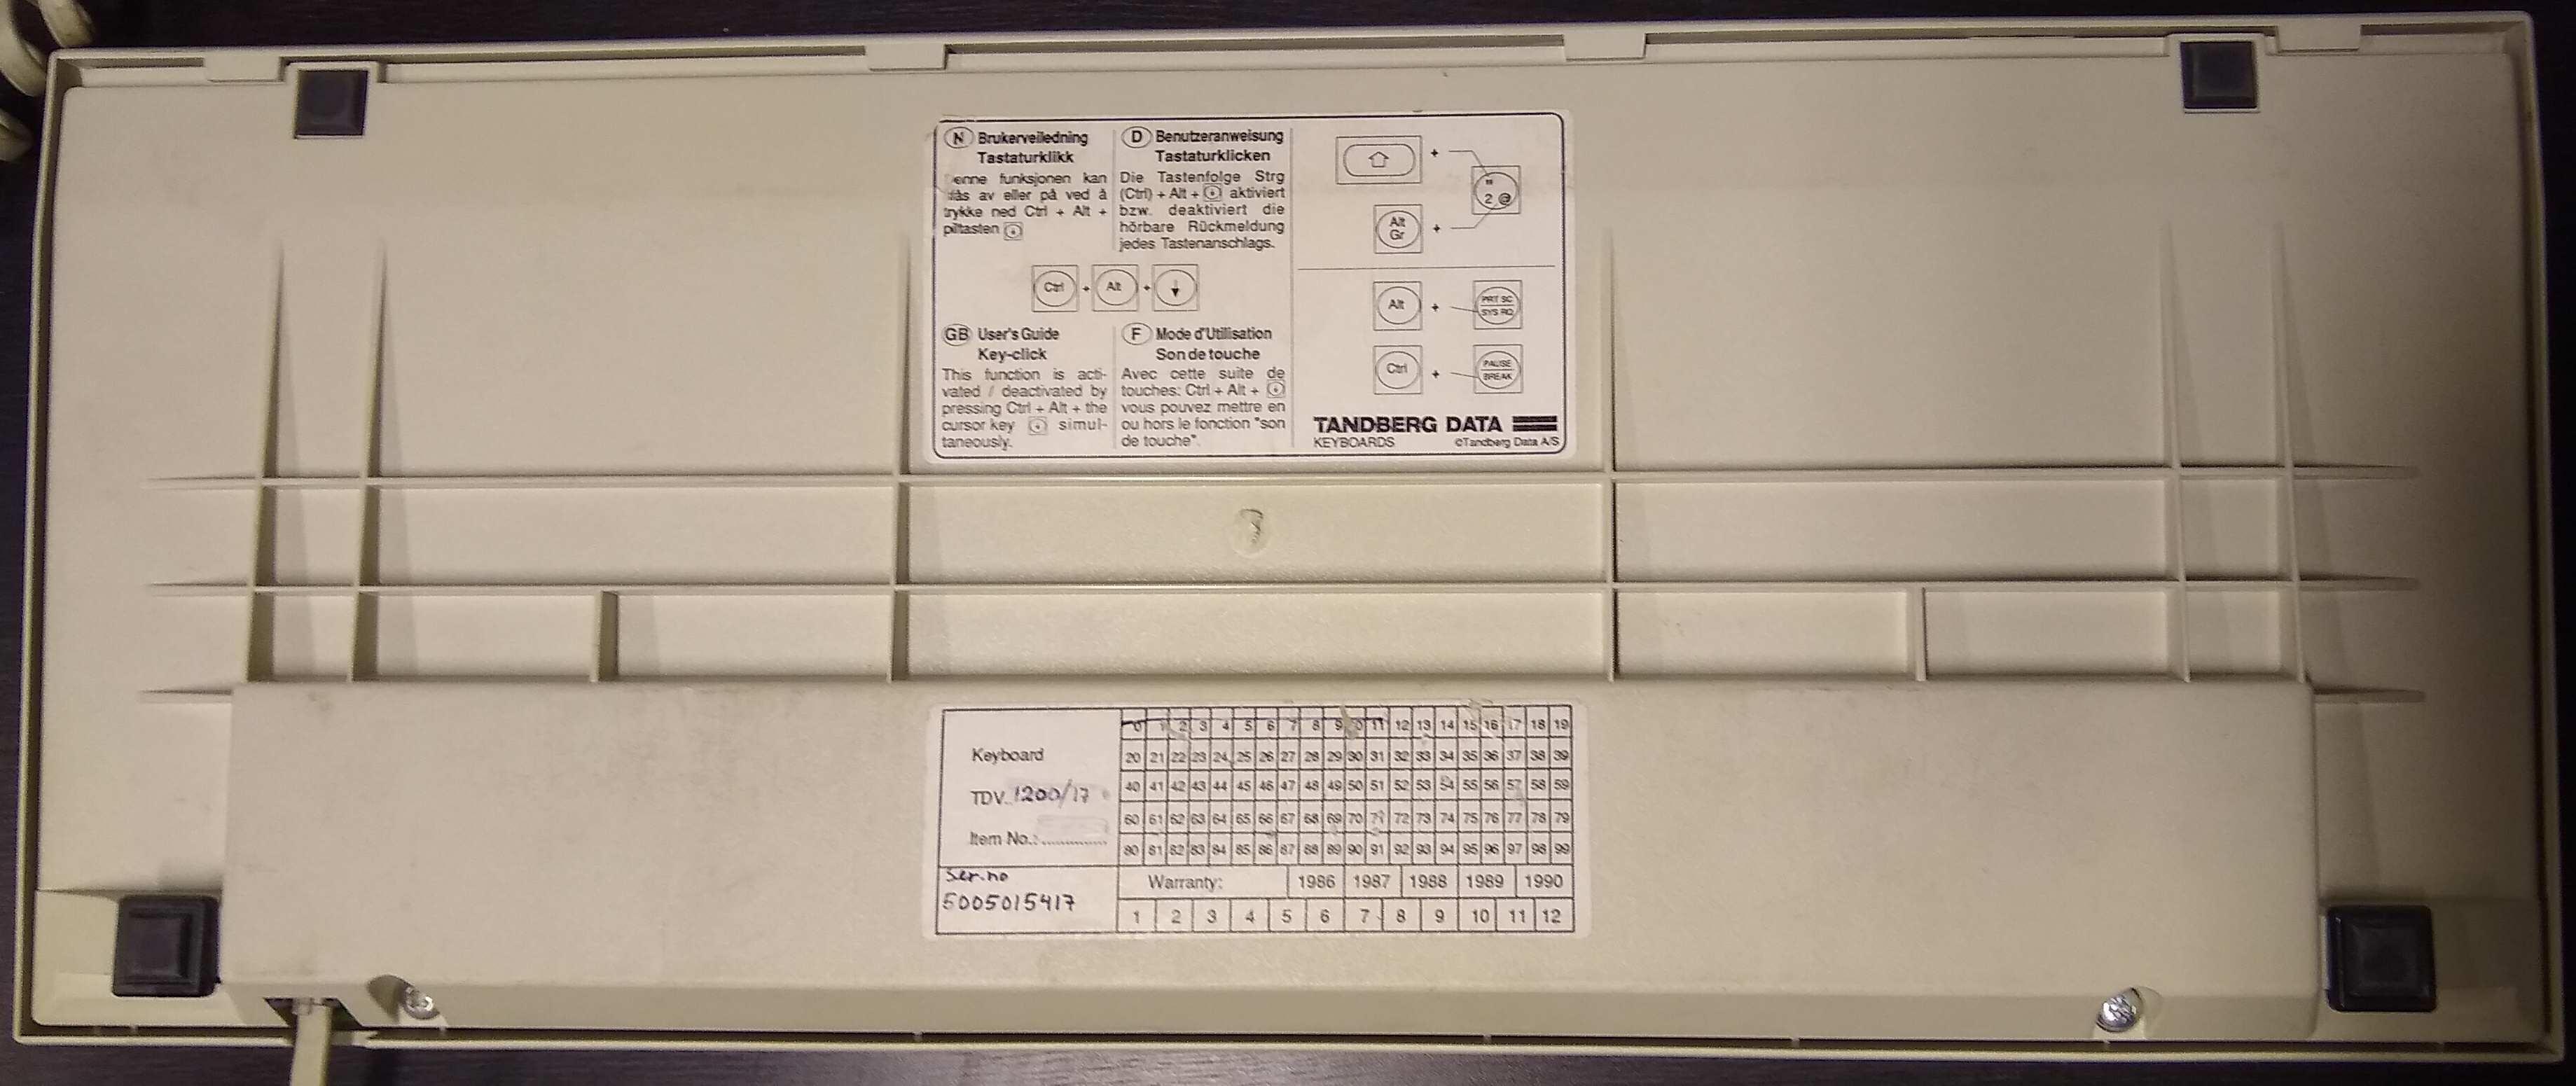 N Brukerveiledning
Tastaturklikk
enne funksjonen kan
fås av eller på ved å
trykke ned Ctrl + Alt +
piltasten ↓
D Benutzeranweisung
Tastaturklicken
Die Tastenfolge Strg
(Ctrl) + Alt + ↓ aktiviert
bzw. deaktiviert die
hörbare Rückmeldung
jedes Tastenanschlags.
Ctrl + Alt + ↓
GB User's Guide
Key-click
This function is acti-
vated / deactivated by
pressing Ctrl + Alt + the
cursor key ↓ simul-
taneously.
F Mode d'Utilisation
Son de touche
Avec cette suite de
touches: Ctrl + Alt + ↓
vous pouvez mettre en
ou hors le fonction "son
de touche".
⇧ +
"
2 @
Alt
Gr +
Alt + PRT SC
SYS RQ
Ctrl + PAUSE
BREAK
TANDBERG DATA
KEYBOARDS ©Tandberg Data A/S
Keyboard
TDV 1200/17
Item No.: ..............
Ser.no
5005015417
0 1 2 3 4 5 6 7 8 9 10 11 12 13 14 15 16 17 18 19
20 21 22 23 24 25 26 27 28 29 30 31 32 33 34 35 36 37 38 39
40 41 42 43 44 45 46 47 48 49 50 51 52 53 54 55 56 57 58 59
60 61 62 63 64 65 66 67 68 69 70 71 72 73 74 75 76 77 78 79
80 81 82 83 84 85 86 87 88 89 90 91 92 93 94 95 96 97 98 99
Warranty: 1986 1987 1988 1989 1990
1 2 3 4 5 6 7 8 9 10 11 12